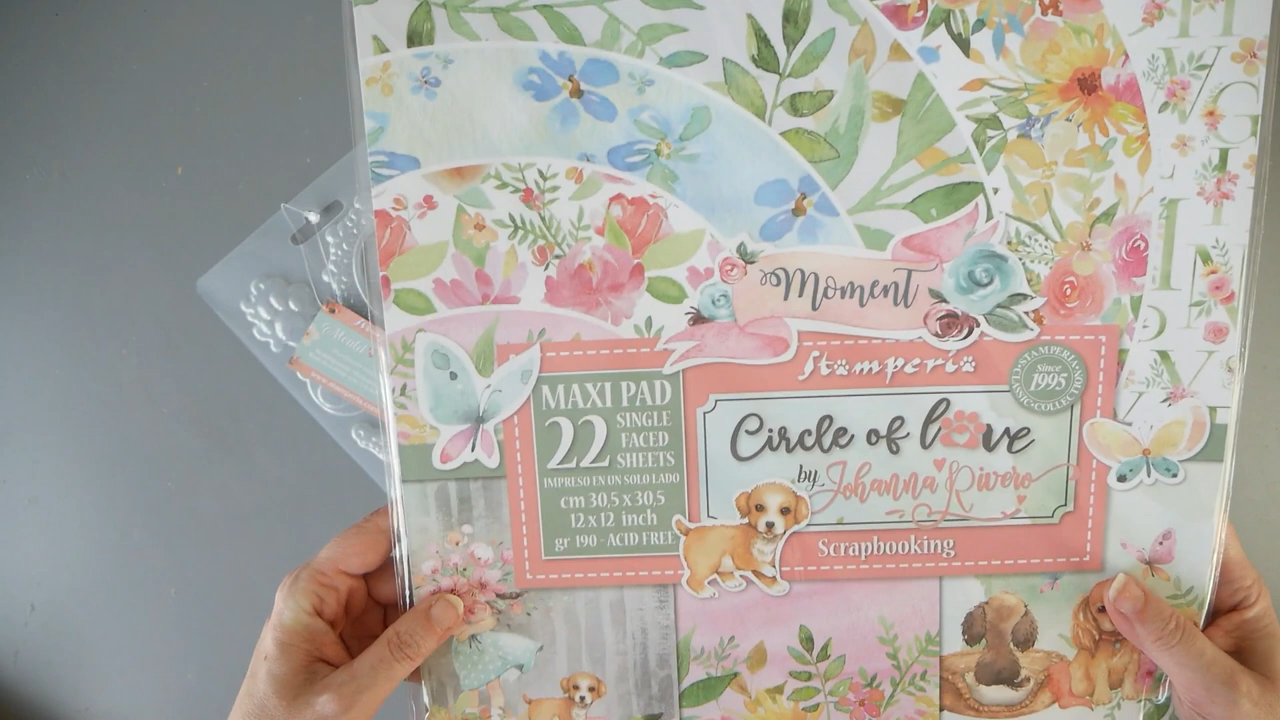 Moment
Stamperia
STAMPERIA
Since
1995
CLASSIC COLLECTION
MAXI PAD
22 SINGLE
FACED
SHEETS
IMPRESO EN UN SOLO LADO
cm 30,5 x 30,5
12 x 12 inch
gr 190 - ACID FREE
Circle of love
by Johanna Rivero
Scrapbooking